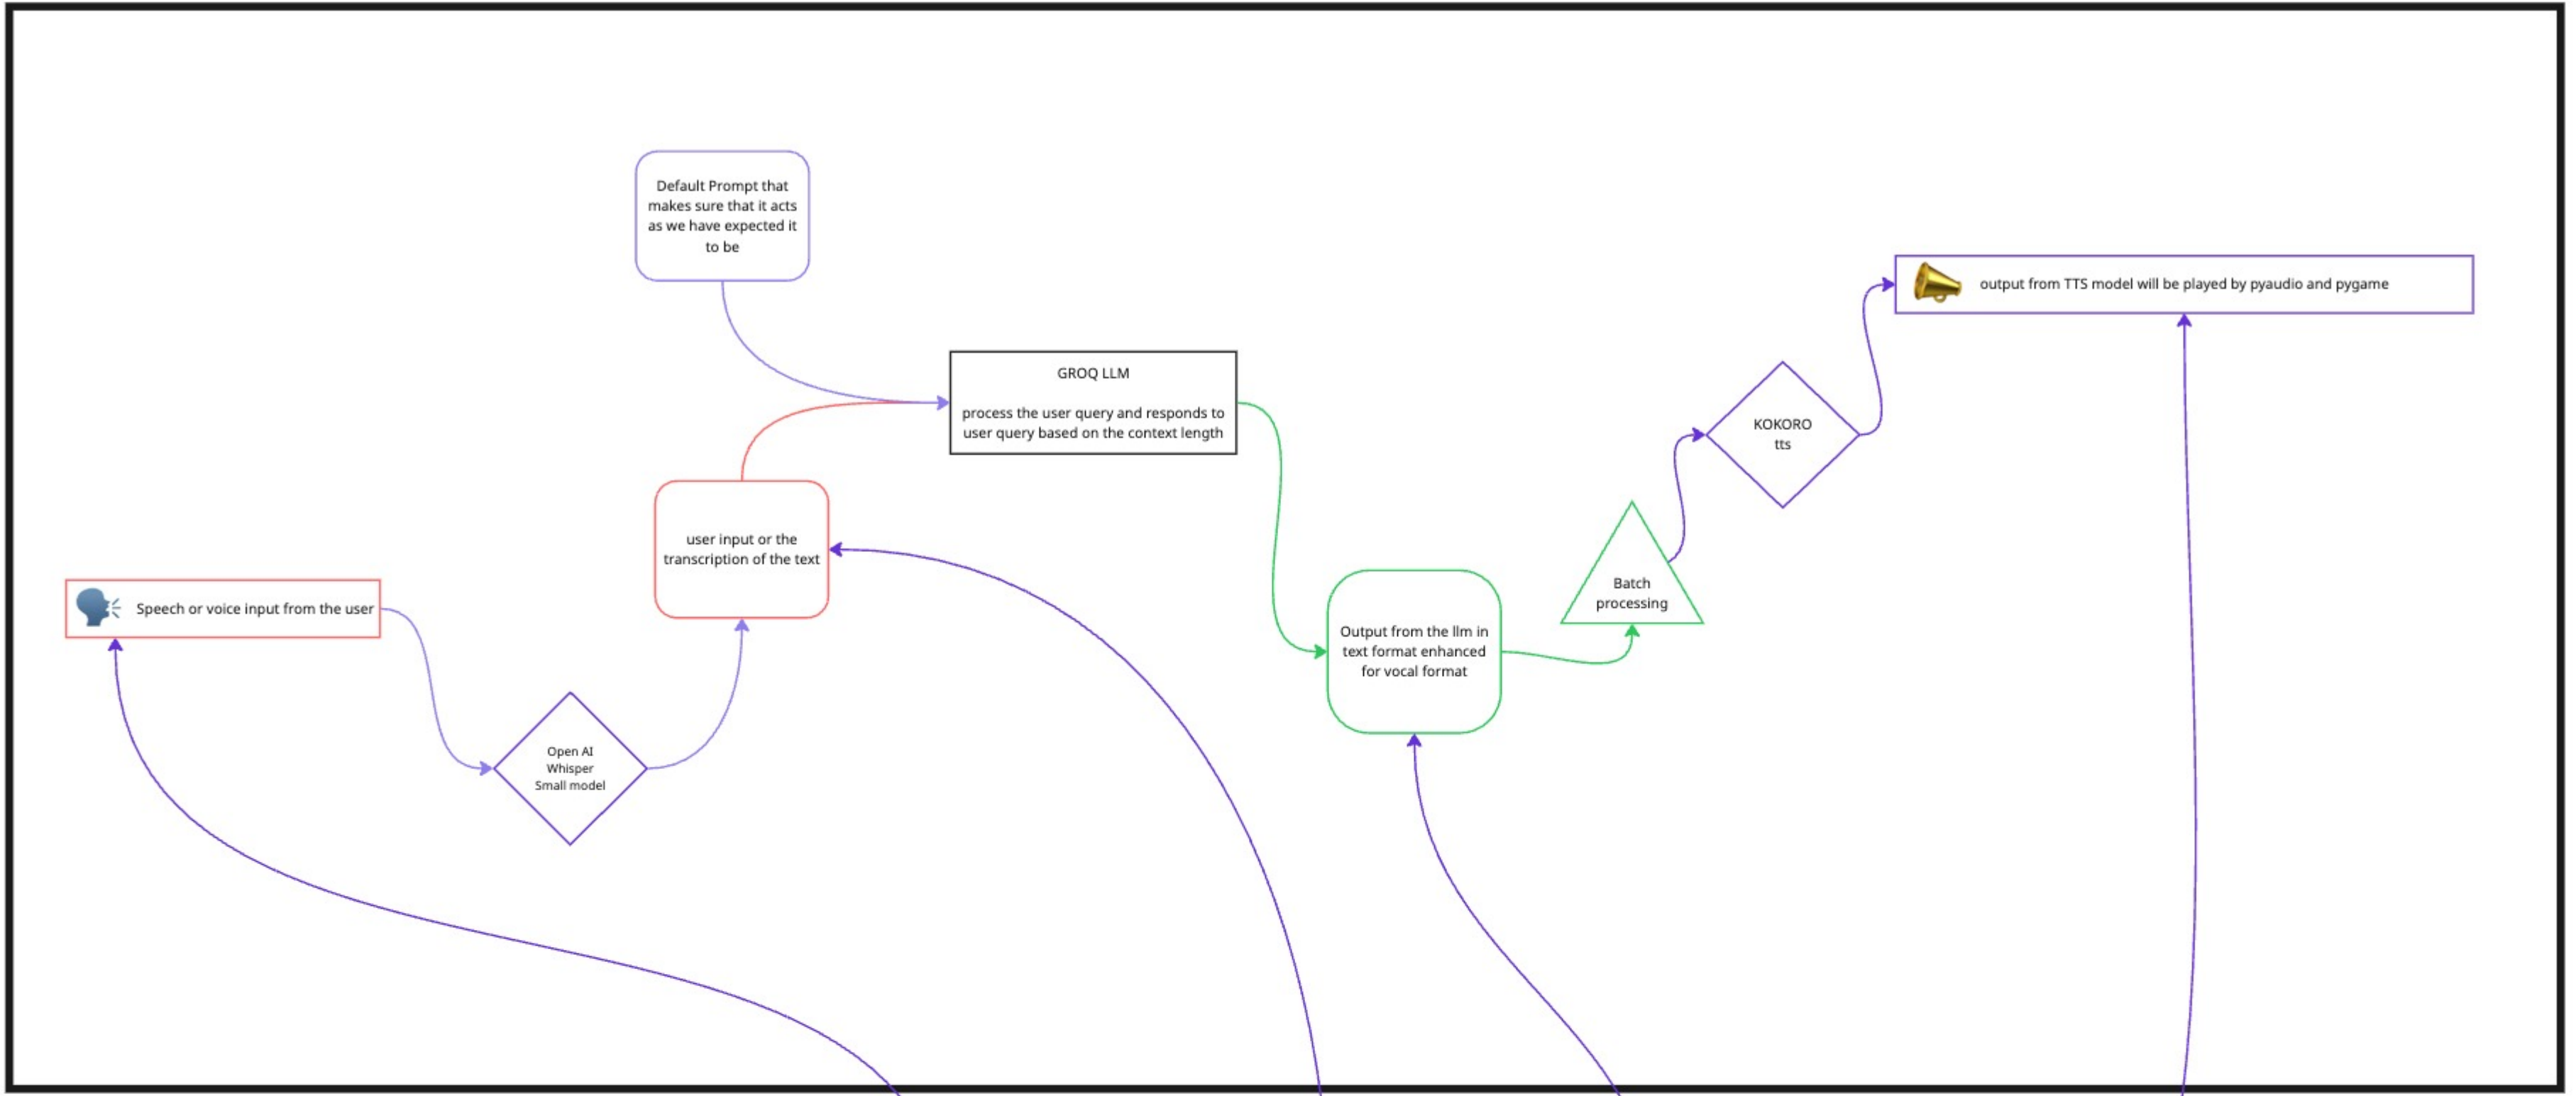 Default Prompt that
makes sure that it acts
as we have expected it
to be
GROQ LLM
process the user query and responds to
user query based on the context length
output from TTS model will be played by pyaudio and pygame
KOKORO
tts
user input or the
transcription of the text
Speech or voice input from the user
Batch
processing
Output from the llm in
text format enhanced
for vocal format
Open AI
Whisper
Small model